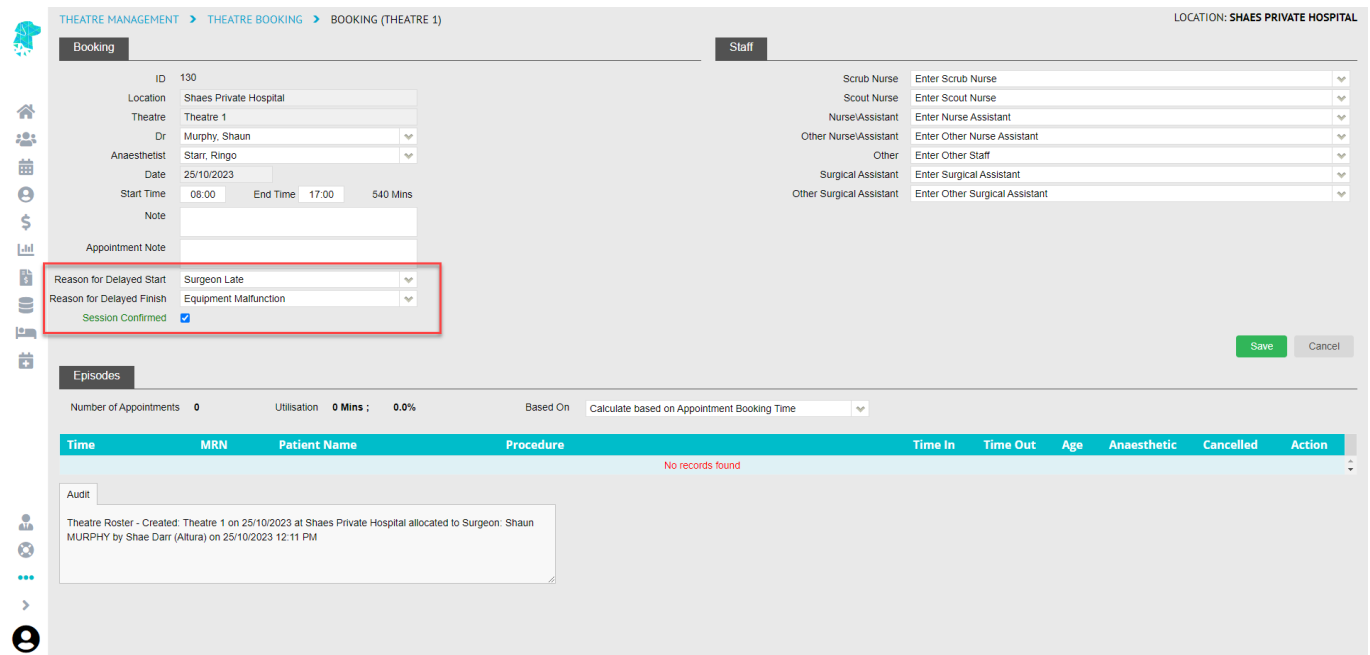 THEATRE MANAGEMENT > THEATRE BOOKING > BOOKING (THEATRE 1)
LOCATION: SHAES PRIVATE HOSPITAL
Booking
ID 130
Location Shaes Private Hospital
Theatre Theatre 1
Dr Murphy, Shaun
Anaesthetist Starr, Ringo
Date 25/10/2023
Start Time 08:00 End Time 17:00 540 Mins
Note
Appointment Note
Reason for Delayed Start Surgeon Late
Reason for Delayed Finish Equipment Malfunction
Session Confirmed
Staff
Scrub Nurse Enter Scrub Nurse
Scout Nurse Enter Scout Nurse
Nurse\Assistant Enter Nurse Assistant
Other Nurse\Assistant Enter Other Nurse Assistant
Other Enter Other Staff
Surgical Assistant Enter Surgical Assistant
Other Surgical Assistant Enter Other Surgical Assistant
Save Cancel
Episodes
Number of Appointments 0 Utilisation 0 Mins ; 0.0% Based On Calculate based on Appointment Booking Time
Time MRN Patient Name Procedure Time In Time Out Age Anaesthetic Cancelled Action
No records found
Audit
Theatre Roster - Created: Theatre 1 on 25/10/2023 at Shaes Private Hospital allocated to Surgeon: Shaun
MURPHY by Shae Darr (Altura) on 25/10/2023 12:11 PM